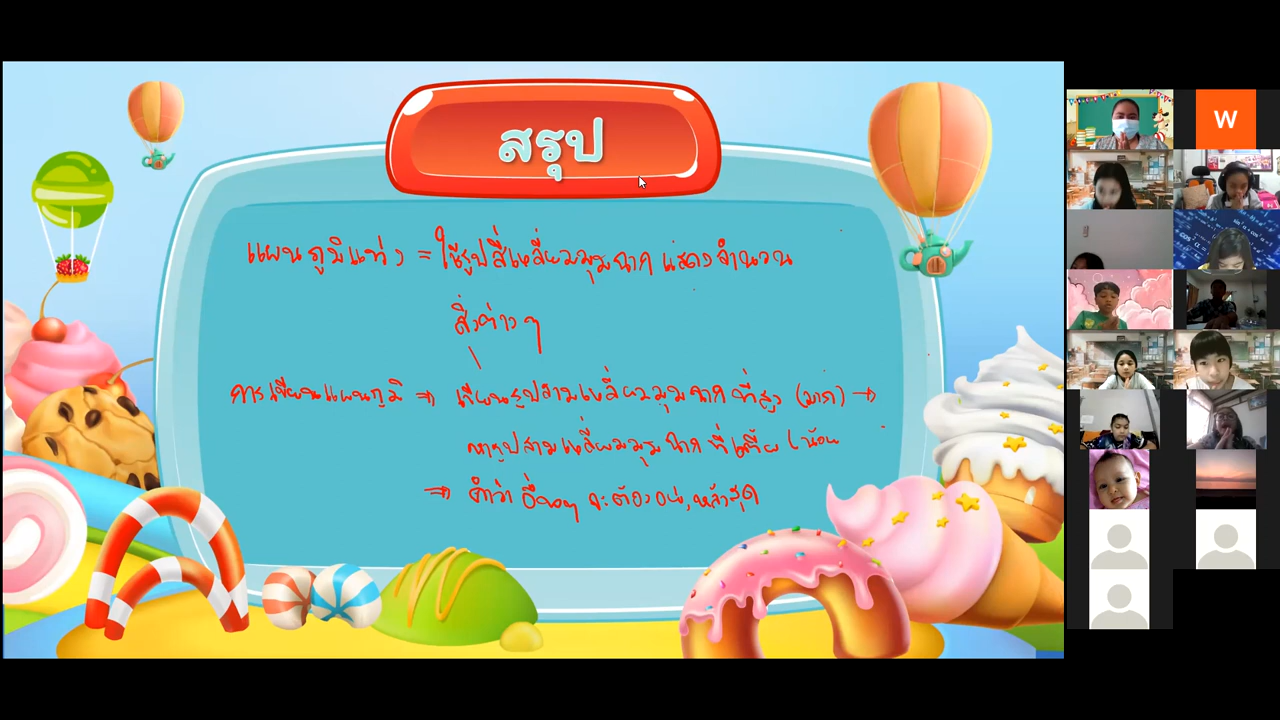 สรุป
แผนภูมิแท่ง = ใช้รูปสี่เหลี่ยมมุมฉาก แสดงจำนวน
สิ่งต่าง ๆ
การเขียนแผนภูมิ ⇒ เขียนรูปสามเหลี่ยมมุมฉาก ที่สูง (มาก) →
หารูปสามเหลี่ยมมุมฉาก ที่เตี้ย (น้อย
⇒ คำว่า อื่นๆ จะต้องอยู่หลังสุด
W